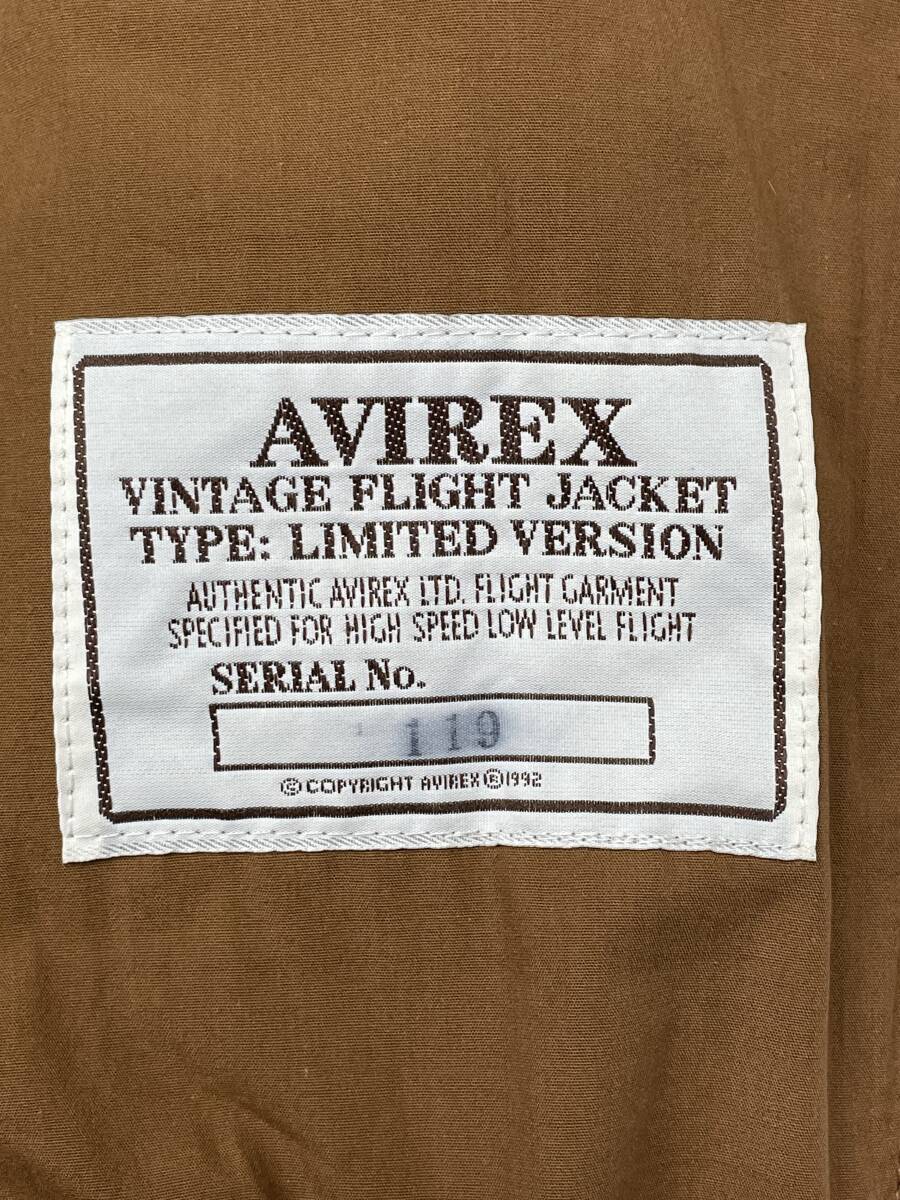 AVIREX
VINTAGE FLIGHT JACKET
TYPE: LIMITED VERSION
AUTHENTIC AVIREX LTD. FLIGHT GARMENT
SPECIFIED FOR HIGH SPEED LOW LEVEL FLIGHT
SERIAL No.
119
© COPYRIGHT AVIREX ® 1992